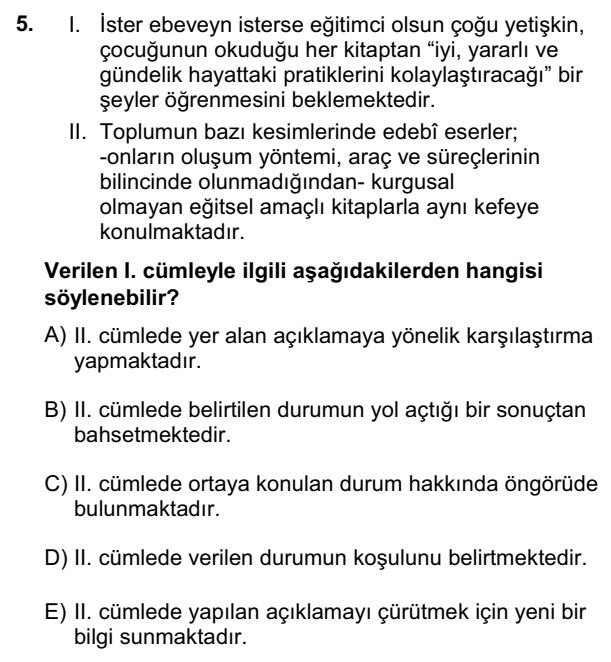 5. I. İster ebeveyn isterse eğitimci olsun çoğu yetişkin,
çocuğunun okuduğu her kitaptan “iyi, yararlı ve
gündelik hayattaki pratiklerini kolaylaştıracağı” bir
şeyler öğrenmesini beklemektedir.
II. Toplumun bazı kesimlerinde edebî eserler;
-onların oluşum yöntemi, araç ve süreçlerinin
bilincinde olunmadığından- kurgusal
olmayan eğitsel amaçlı kitaplarla aynı kefeye
konulmaktadır.
Verilen I. cümleyle ilgili aşağıdakilerden hangisi
söylenebilir?
A) II. cümlede yer alan açıklamaya yönelik karşılaştırma
yapmaktadır.
B) II. cümlede belirtilen durumun yol açtığı bir sonuçtan
bahsetmektedir.
C) II. cümlede ortaya konulan durum hakkında öngörüde
bulunmaktadır.
D) II. cümlede verilen durumun koşulunu belirtmektedir.
E) II. cümlede yapılan açıklamayı çürütmek için yeni bir
bilgi sunmaktadır.